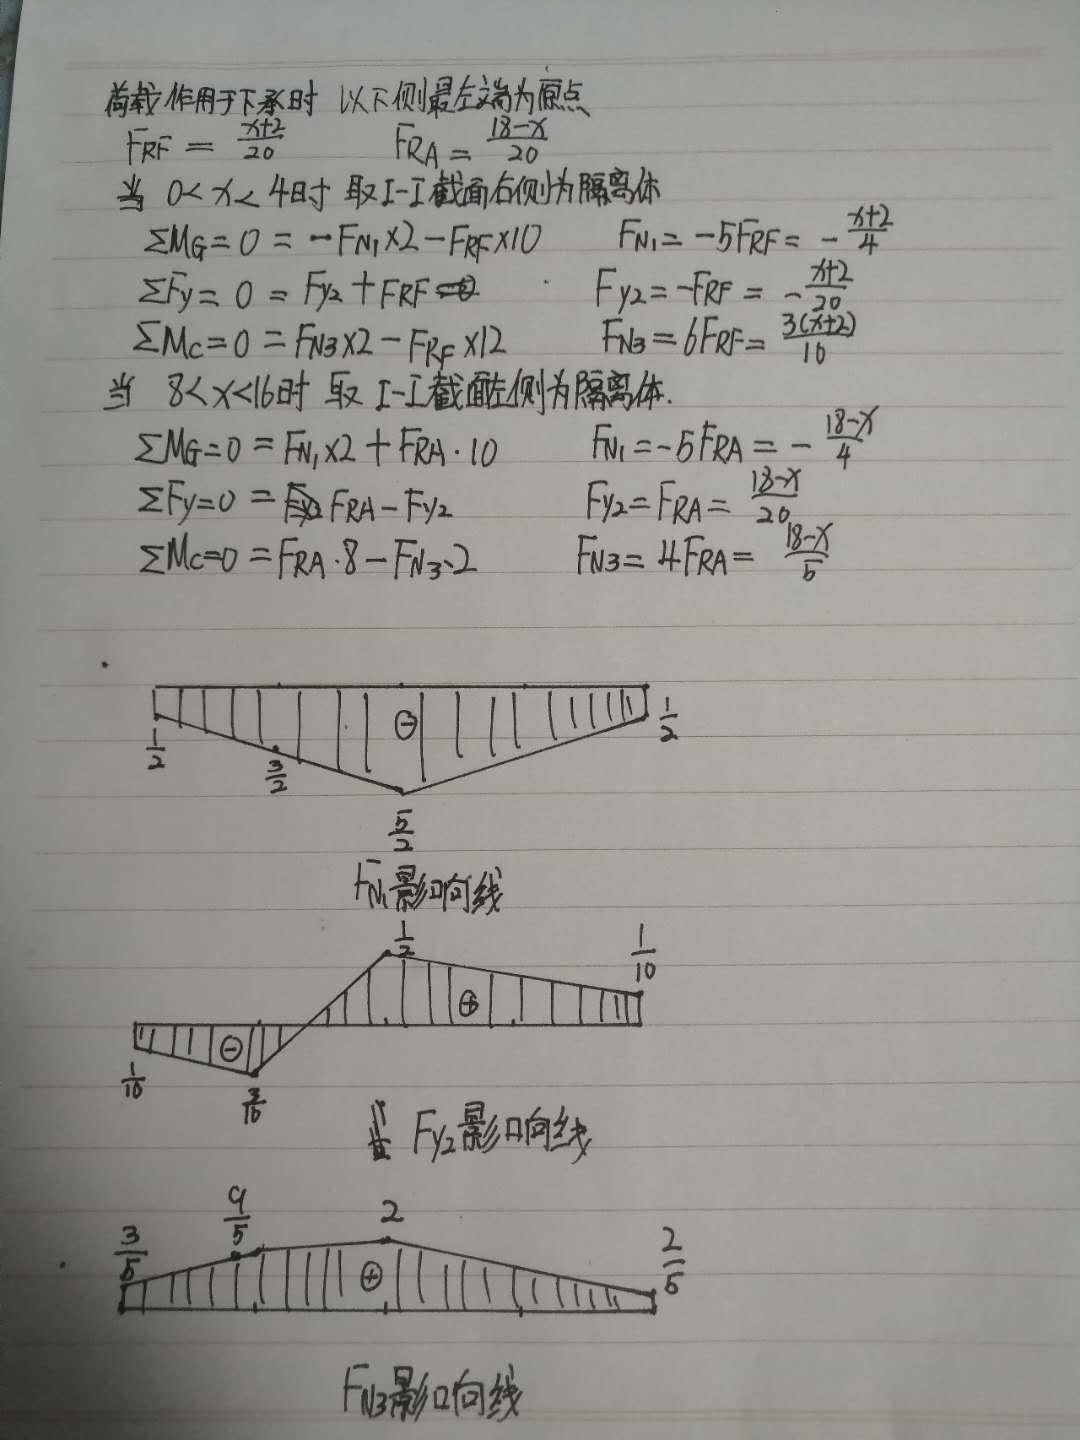 荷载作用于下承时 以下侧最左端为原点
FRF = (x+2)/20 FRA = (18-x)/20
当 0<x<4时 取I-I截面右侧为隔离体
ΣMG=0 = -FN1×2-FRF×10 FN1=-5FRF= -(x+2)/4
ΣFy=0 = Fy2+FRF Fy2=-FRF= -(x+2)/20
ΣMc=0 = FN3×2-FRF×12 FN3=6FRF= 3(x+2)/10
当 8<x<16时 取 I-I截面左侧为隔离体.
ΣMG=0 = FN1×2+FRA·10 FN1=-5FRA= -(18-x)/4
ΣFy=0 = FRA-Fy2 Fy2=FRA= (18-x)/20
ΣMc=0 = FRA·8-FN3·2 FN3=4FRA= (18-x)/5
⊖
1/2 3/2 5/2 1/2
FN1影响线
1/2 1/10
⊖ ⊕
1/10 3/10
Fy2影响线
3/5 9/5 2 2/5
⊕
FN3影响线